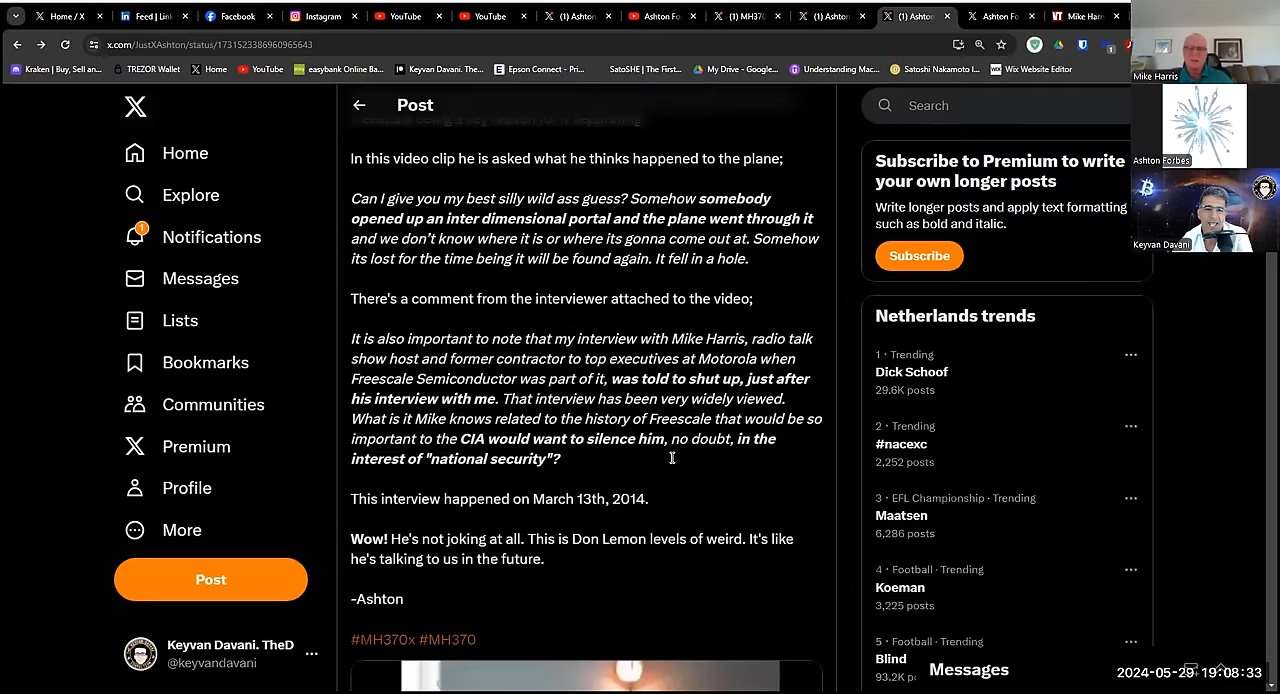 Home / X
Feed | Lin
Facebook
Instagram
YouTube
YouTube
(1) Ashton
Ashton Fo
(1) MH370
(1) Ashton
(1) Ashton
Ashton Fo
Mike Harr
x.com/JustXAshton/status/1731523386960965643
Kraken | Buy, Sell an...
TREZOR Wallet
Home
YouTube
easybank Online Ba...
Keyvan Davani. The...
Epson Connect - Pri...
SatoSHE | The First...
My Drive - Google...
Understanding Mac...
Satoshi Nakamoto I...
Wix Website Editor
Mike Harris
Ashton Forbes
Keyvan Davani
Home
Explore
1
Notifications
Messages
Lists
Bookmarks
Communities
Premium
Profile
More
Post
Keyvan Davani. TheD
@keyvandavani
Post
In this video clip he is asked what he thinks happened to the plane;
Can I give you my best silly wild ass guess? Somehow somebody
opened up an inter dimensional portal and the plane went through it
and we don't know where it is or where its gonna come out at. Somehow
its lost for the time being it will be found again. It fell in a hole.
There's a comment from the interviewer attached to the video;
It is also important to note that my interview with Mike Harris, radio talk
show host and former contractor to top executives at Motorola when
Freescale Semiconductor was part of it, was told to shut up, just after
his interview with me. That interview has been very widely viewed.
What is it Mike knows related to the history of Freescale that would be so
important to the CIA would want to silence him, no doubt, in the
interest of "national security"?
This interview happened on March 13th, 2014.
Wow! He's not joking at all. This is Don Lemon levels of weird. It's like
he's talking to us in the future.
-Ashton
#MH370x #MH370
Search
Subscribe to Premium to write
your own longer posts
Write longer posts and apply text formatting
such as bold and italic.
Subscribe
Netherlands trends
1 · Trending
Dick Schoof
29.6K posts
2 · Trending
#nacexc
2,252 posts
3 · EFL Championship · Trending
Maatsen
6,286 posts
4 · Football · Trending
Koeman
3,225 posts
5 · Football · Trending
Blind
93.2K po
Messages
2024-05-29 19:08:33